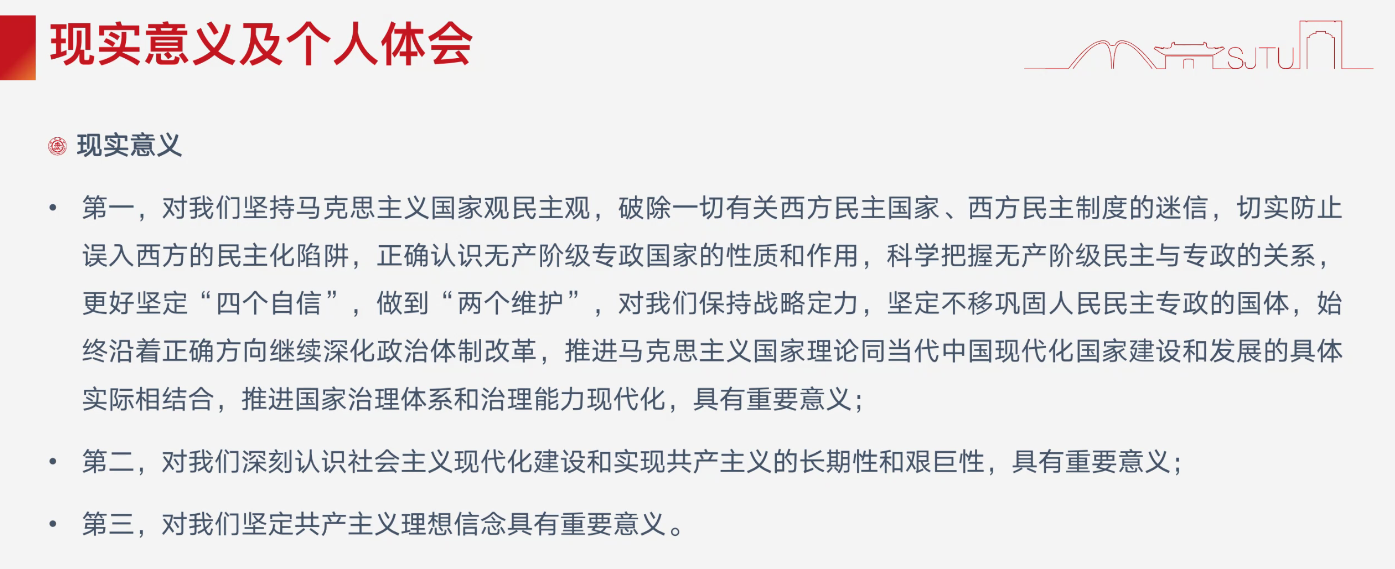 现实意义及个人体会
SJTU
现实意义
• 第一，对我们坚持马克思主义国家观民主观，破除一切有关西方民主国家、西方民主制度的迷信，切实防止
误入西方的民主化陷阱，正确认识无产阶级专政国家的性质和作用，科学把握无产阶级民主与专政的关系，
更好坚定“四个自信”，做到“两个维护”，对我们保持战略定力，坚定不移巩固人民民主专政的国体，始
终沿着正确方向继续深化政治体制改革，推进马克思主义国家理论同当代中国现代化国家建设和发展的具体
实际相结合，推进国家治理体系和治理能力现代化，具有重要意义；
• 第二，对我们深刻认识社会主义现代化建设和实现共产主义的长期性和艰巨性，具有重要意义；
• 第三，对我们坚定共产主义理想信念具有重要意义。